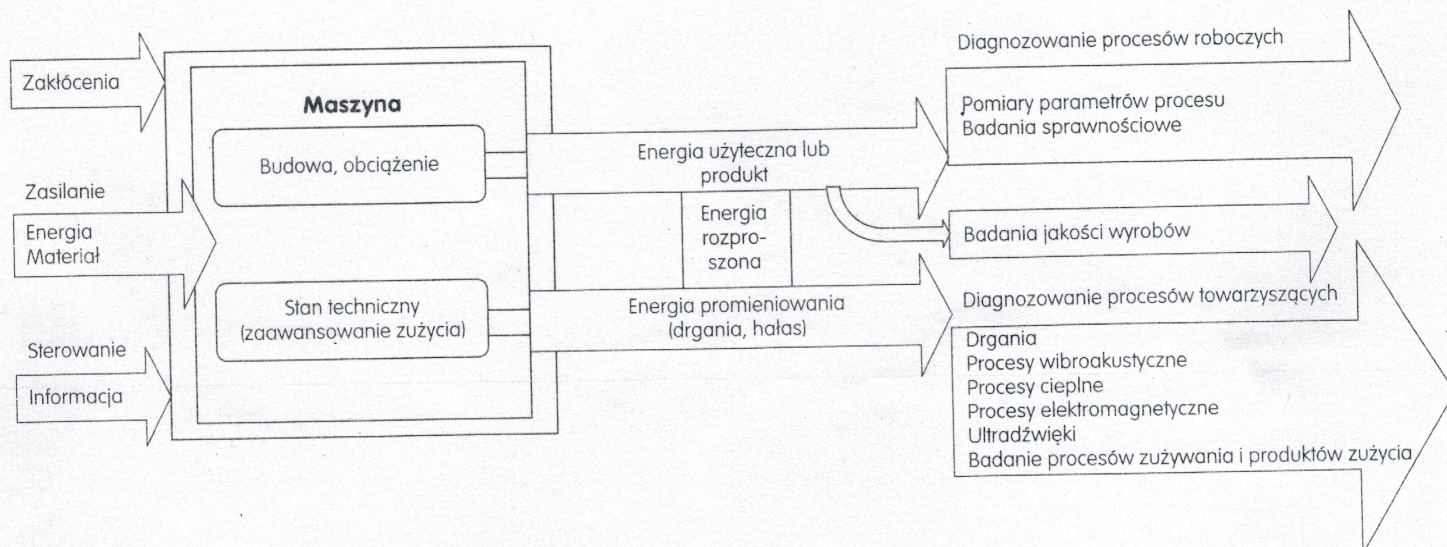 Zakłócenia
Zasilanie
Energia
Materiał
Sterowanie
Informacja
Maszyna
Budowa, obciążenie
Stan techniczny
(zaawansowanie zużycia)
Energia użyteczna lub
produkt
Energia
rozpro-
szona
Energia promieniowania
(drgania, hałas)
Diagnozowanie procesów roboczych
Pomiary parametrów procesu
Badania sprawnościowe
Badania jakości wyrobów
Diagnozowanie procesów towarzyszących
Drgania
Procesy wibroakustyczne
Procesy cieplne
Procesy elektromagnetyczne
Ultradźwięki
Badanie procesów zużywania i produktów zużycia